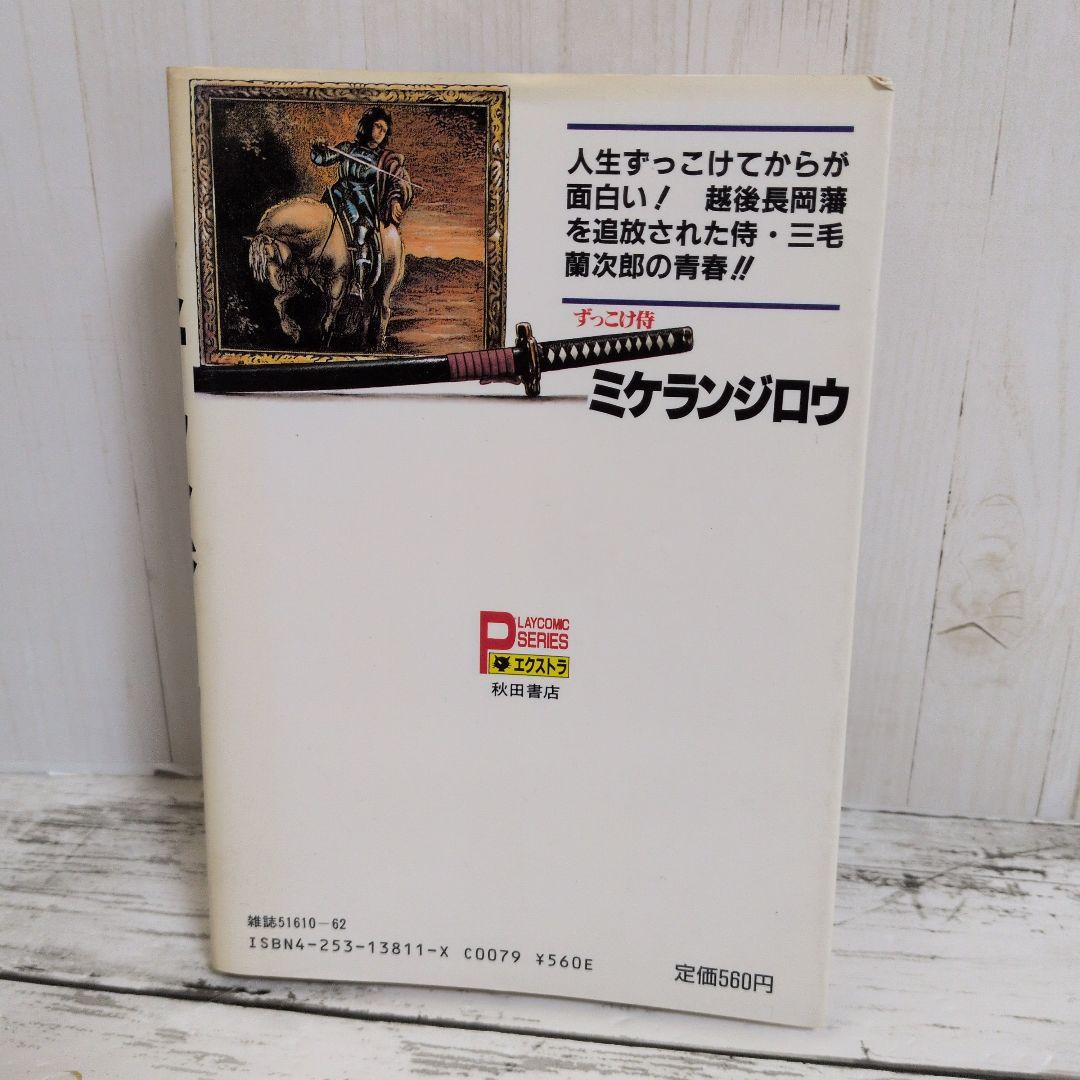 人生ずっこけてからが
面白い! 越後長岡藩
を追放された侍・三毛
蘭次郎の青春!!
ずっこけ侍
ミケランジロウ
PLAYCOMIC
SERIES
エクストラ
秋田書店
雑誌51610-62
ISBN4-253-13811-X C0079 ¥560E
定価560円